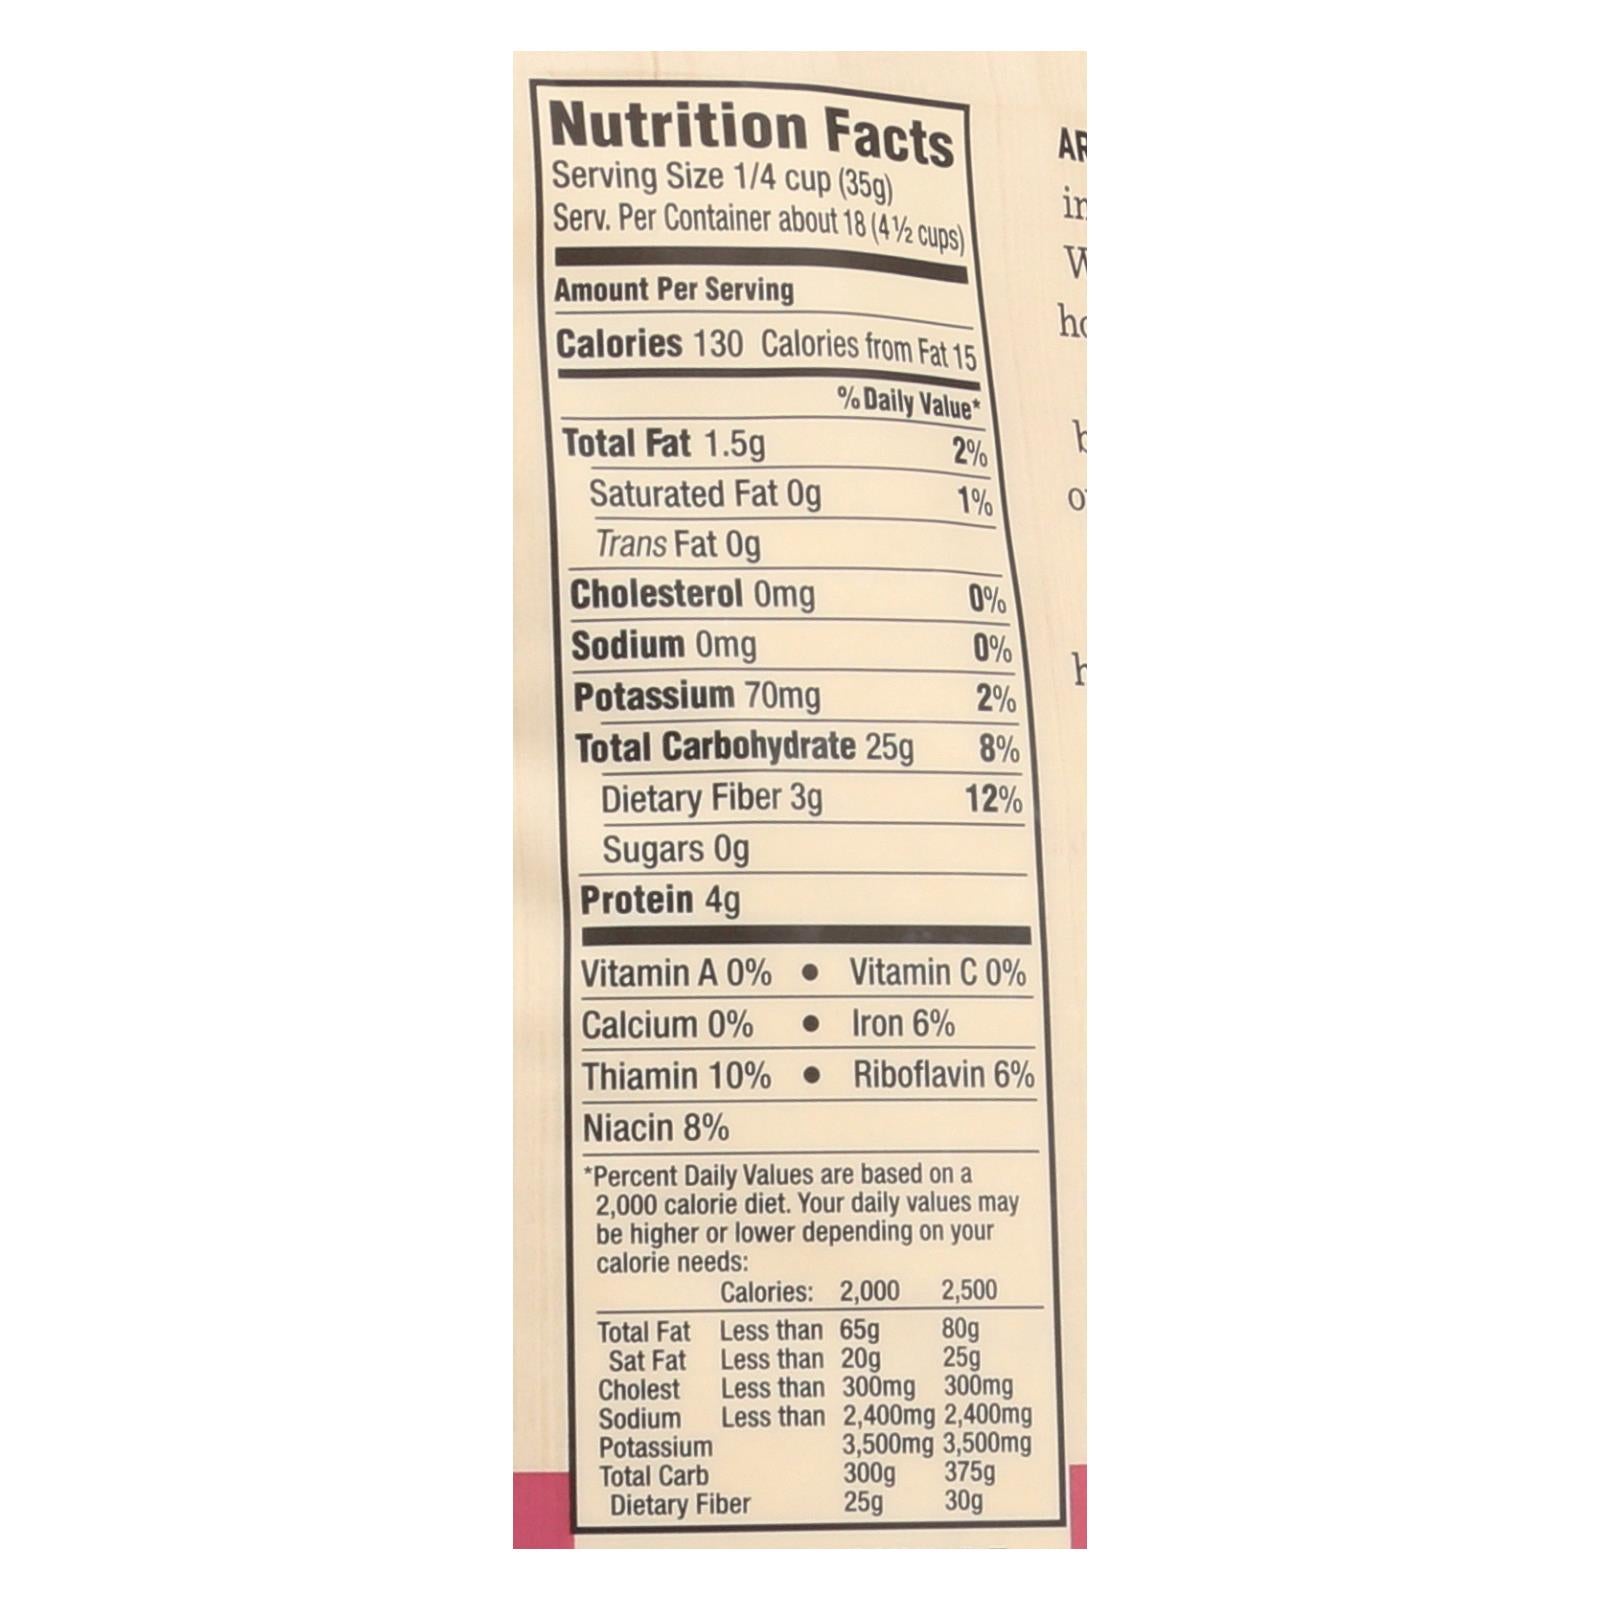 Nutrition Facts
Serving Size 1/4 cup (35g)
Serv. Per Container about 18 (4 ½ cups)
Amount Per Serving
Calories 130 Calories from Fat 15
% Daily Value*
Total Fat 1.5g 2%
Saturated Fat 0g 1%
Trans Fat 0g
Cholesterol 0mg 0%
Sodium 0mg 0%
Potassium 70mg 2%
Total Carbohydrate 25g 8%
Dietary Fiber 3g 12%
Sugars 0g
Protein 4g
Vitamin A 0% • Vitamin C 0%
Calcium 0% • Iron 6%
Thiamin 10% • Riboflavin 6%
Niacin 8%
*Percent Daily Values are based on a
2,000 calorie diet. Your daily values may
be higher or lower depending on your
calorie needs:
Calories: 2,000 2,500
Total Fat Less than 65g 80g
Sat Fat Less than 20g 25g
Cholest Less than 300mg 300mg
Sodium Less than 2,400mg 2,400mg
Potassium 3,500mg 3,500mg
Total Carb 300g 375g
Dietary Fiber 25g 30g